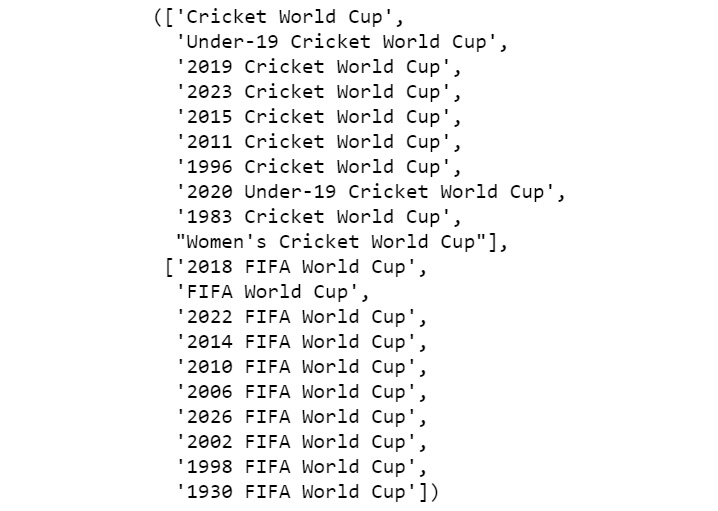 (['Cricket World Cup',
'Under-19 Cricket World Cup',
'2019 Cricket World Cup',
'2023 Cricket World Cup',
'2015 Cricket World Cup',
'2011 Cricket World Cup',
'1996 Cricket World Cup',
'2020 Under-19 Cricket World Cup',
'1983 Cricket World Cup',
"Women's Cricket World Cup"],
['2018 FIFA World Cup',
'FIFA World Cup',
'2022 FIFA World Cup',
'2014 FIFA World Cup',
'2010 FIFA World Cup',
'2006 FIFA World Cup',
'2026 FIFA World Cup',
'2002 FIFA World Cup',
'1998 FIFA World Cup',
'1930 FIFA World Cup'])